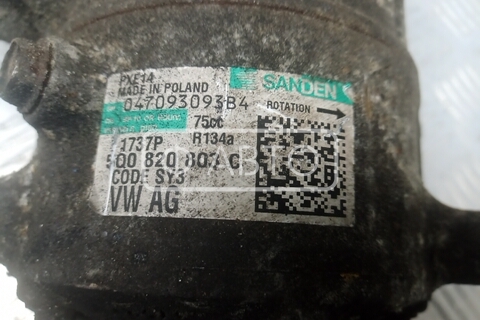 PXE14
MADE IN POLAND
SANDEN
047093093B4
ROTATION
75cc
1737P
R134a
5Q0 820 803 G
CODE SY3
VW AG